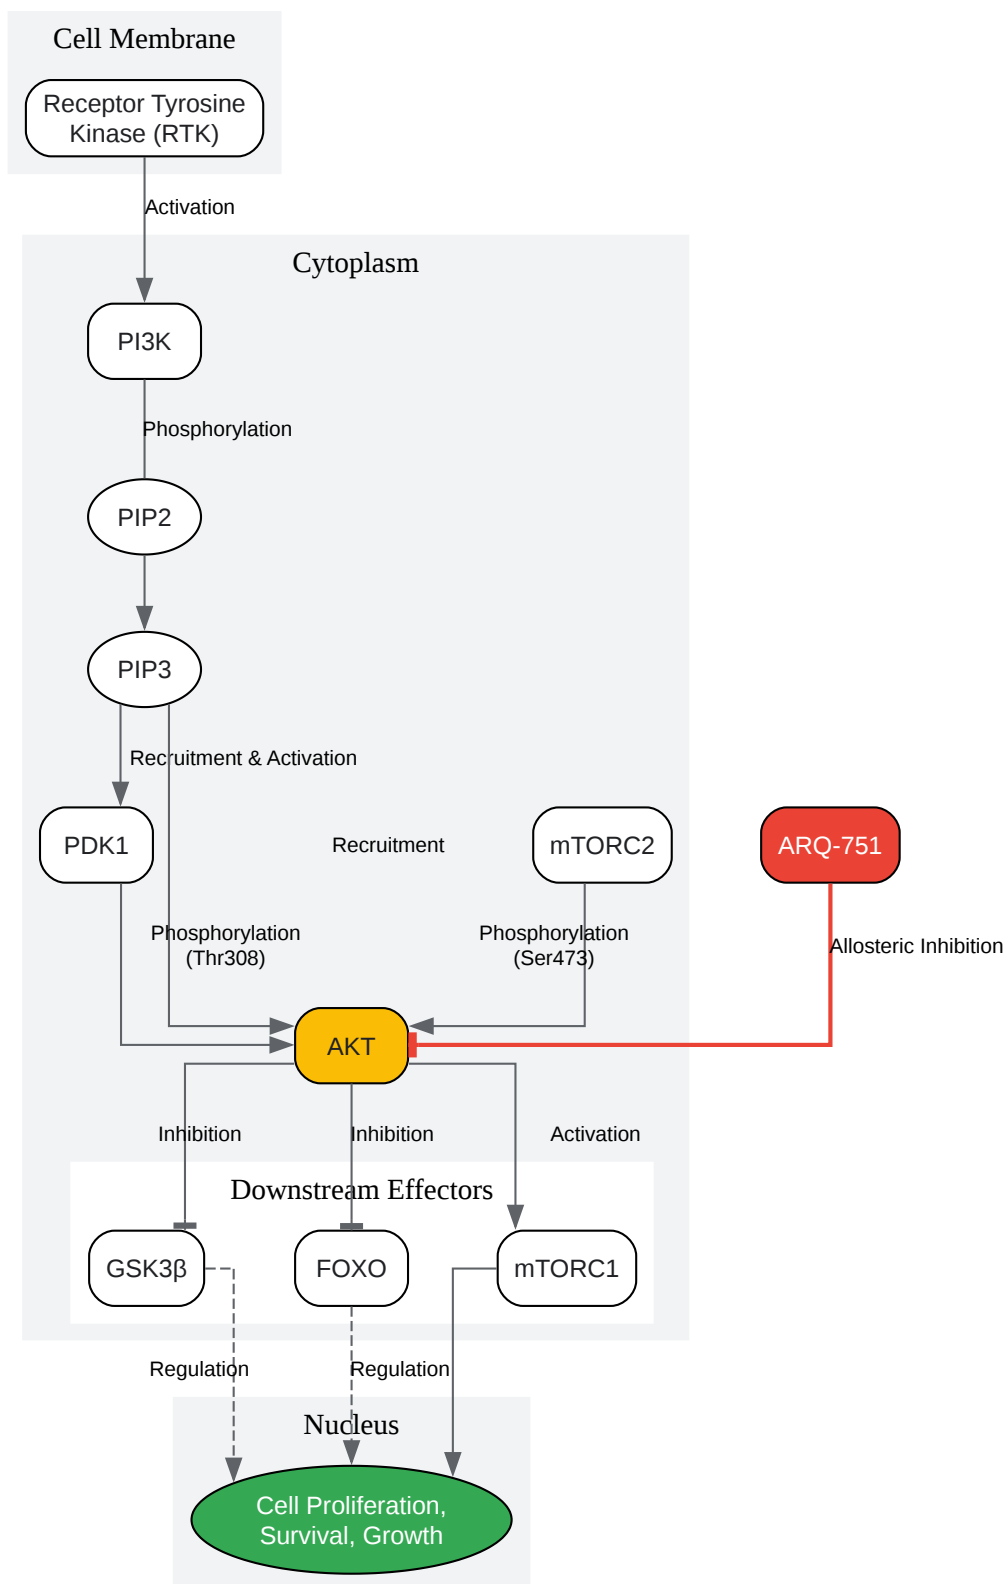 Cell Membrane
Receptor Tyrosine
Kinase (RTK)
Activation
Cytoplasm
PI3K
Phosphorylation
PIP2
PIP3
Recruitment & Activation
PDK1
Recruitment
mTORC2
ARQ-751
Phosphorylation
(Thr308)
Phosphorylation
(Ser473)
Allosteric Inhibition
AKT
Inhibition
Inhibition
Activation
Downstream Effectors
GSK3β
FOXO
mTORC1
Regulation
Regulation
Nucleus
Cell Proliferation,
Survival, Growth